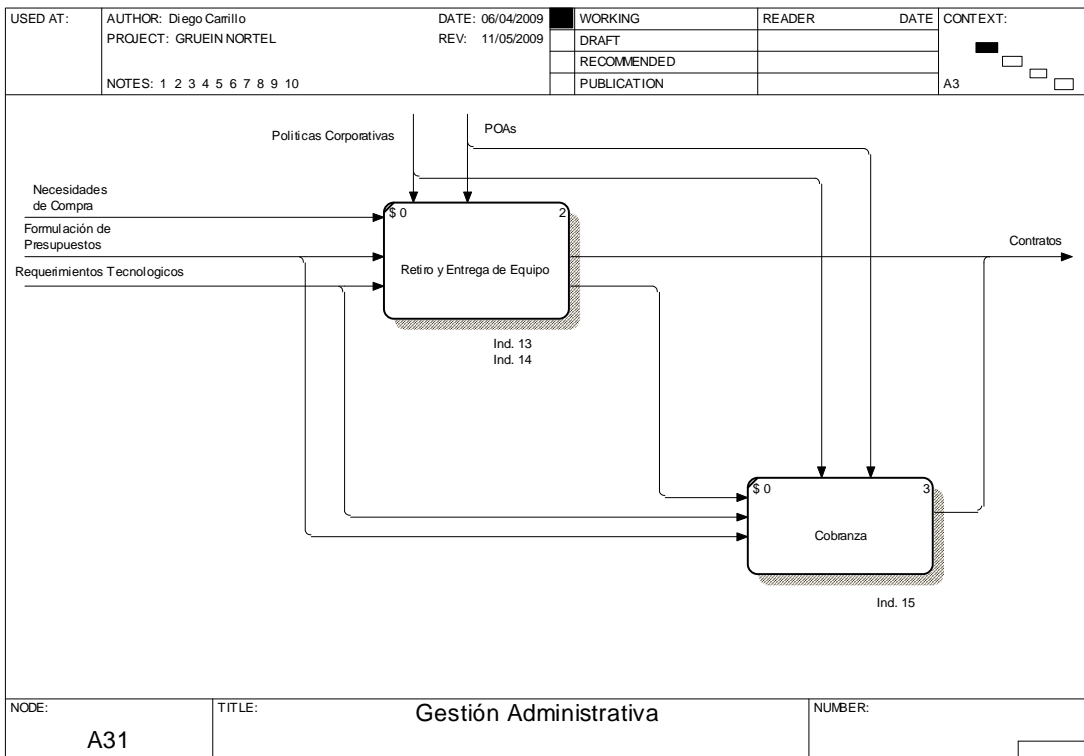 USED AT:
AUTHOR: Diego Carrillo
DATE: 06/04/2009
WORKING
READER
DATE
CONTEXT:
PROJECT: GRUEIN NORTEL
REV: 11/05/2009
DRAFT
RECOMMENDED
NOTES: 1 2 3 4 5 6 7 8 9 10
PUBLICATION
A3
Politicas Corporativas
POAs
Necesidades
de Compra
Formulación de
Presupuestos
Requerimientos Tecnologicos
$ 0
2
Retiro y Entrega de Equipo
Contratos
Ind. 13
Ind. 14
$ 0
3
Cobranza
Ind. 15
NODE:
A31
TITLE:
Gestión Administrativa
NUMBER: